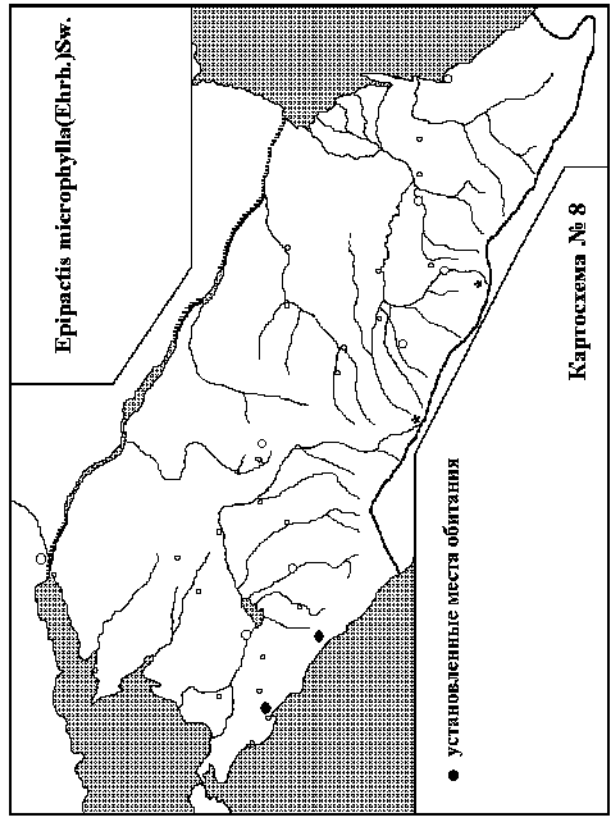 Epipactis microphylla(Ehrh.)Sw.
установленные места обитания
Картосхема № 8